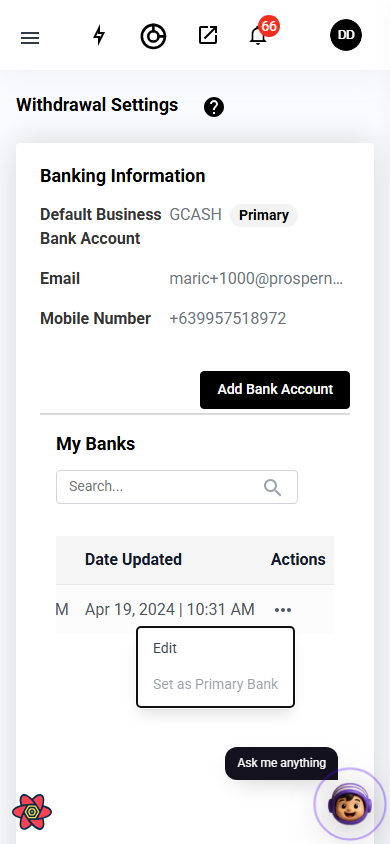 66
DD
Withdrawal Settings
?
Banking Information
Default Business Bank Account
GCASH Primary
Email maric+1000@prospern...
Mobile Number +639957518972
Add Bank Account
My Banks
Search...
Date Updated Actions
M Apr 19, 2024 | 10:31 AM
Edit
Set as Primary Bank
Ask me anything